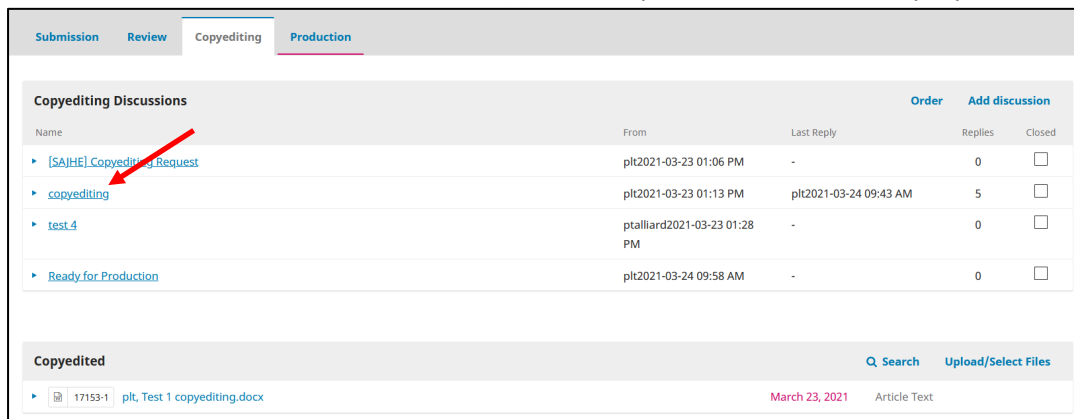 Submission Review Copyediting Production
Copyediting Discussions Order Add discussion
Name From Last Reply Replies Closed
[SAJHE] Copyediting Request plt2021-03-23 01:06 PM - 0
copyediting plt2021-03-23 01:13 PM plt2021-03-24 09:43 AM 5
test 4 ptalliard2021-03-23 01:28 - 0
PM
Ready for Production plt2021-03-24 09:58 AM - 0
Copyedited Search Upload/Select Files
17153-1 plt, Test 1 copyediting.docx March 23, 2021 Article Text